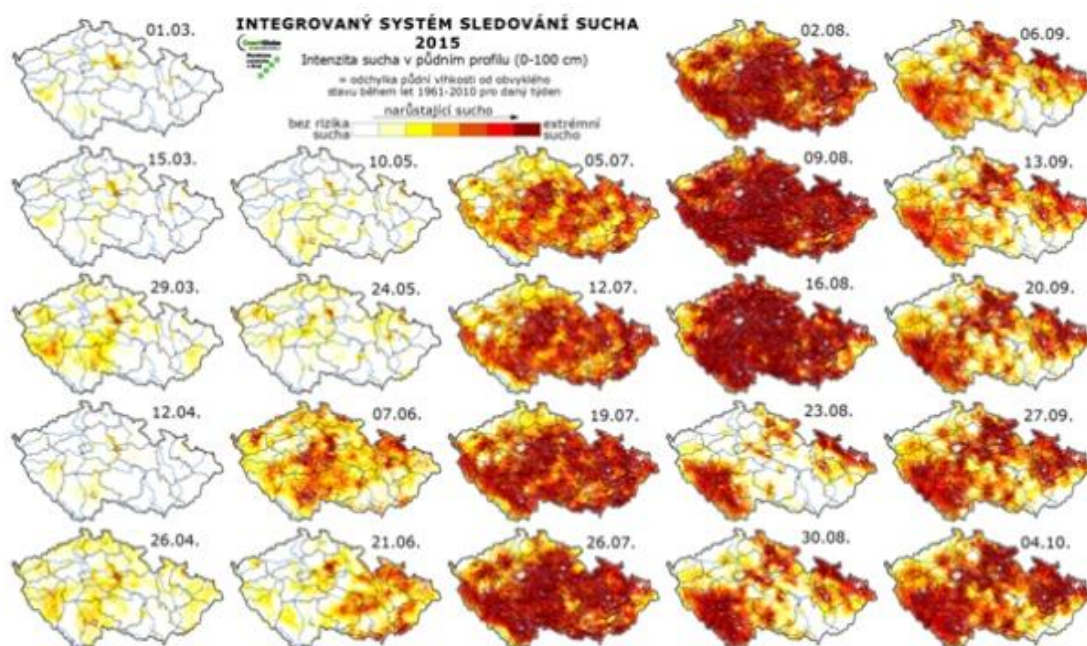 INTEGROVANÝ SYSTÉM SLEDOVÁNÍ SUCHA
2015
Intenzita sucha v půdním profilu (0-100 cm)
= odchylka půdní vlhkosti od obvyklého
stavu během let 1961-2010 pro daný týden
narůstající sucho
bez rizika
sucha
extrémní
sucho
01.03.
02.08.
06.09.
15.03.
10.05.
05.07.
09.08.
13.09.
29.03.
24.05.
12.07.
16.08.
20.09.
12.04.
07.06.
19.07.
23.08.
27.09.
26.04.
21.06.
26.07.
30.08.
04.10.